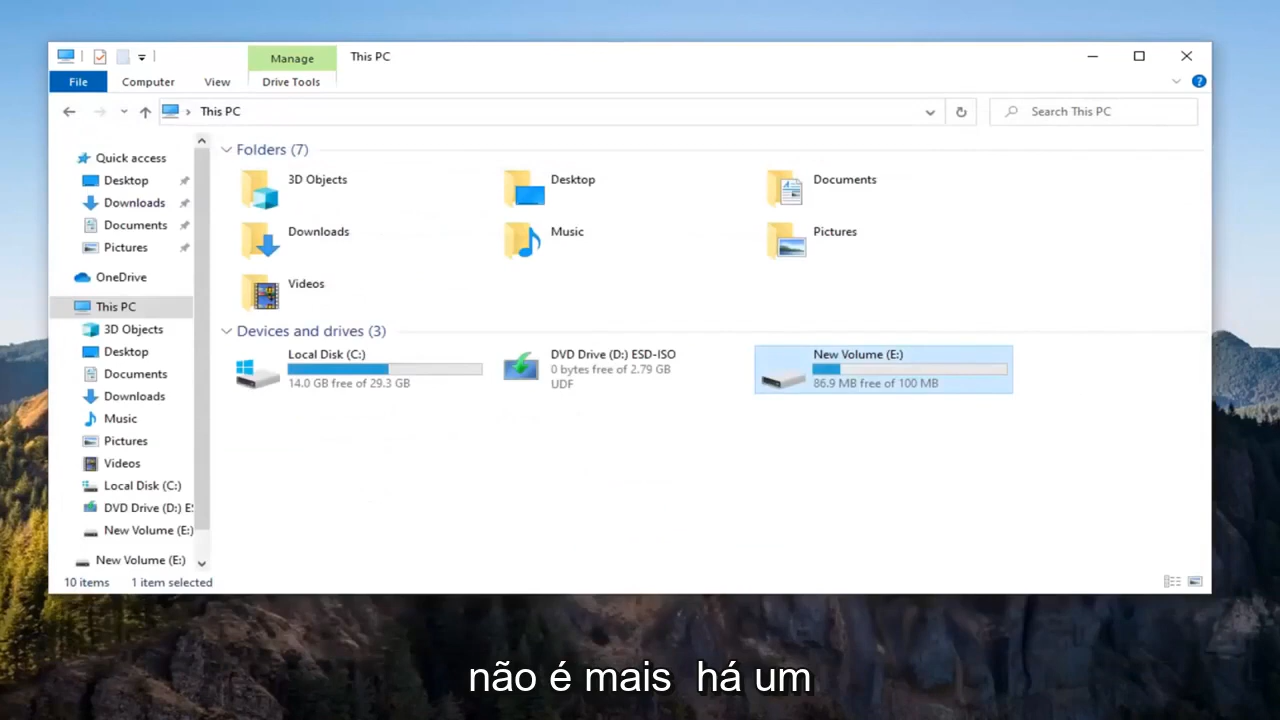 Manage
This PC
File
Computer
View
Drive Tools
This PC
Search This PC
Quick access
Desktop
Downloads
Documents
Pictures
OneDrive
This PC
3D Objects
Desktop
Documents
Downloads
Music
Pictures
Videos
Local Disk (C:)
DVD Drive (D:) ES
New Volume (E:)
New Volume (E:)
Folders (7)
3D Objects
Desktop
Documents
Downloads
Music
Pictures
Videos
Devices and drives (3)
Local Disk (C:)
14.0 GB free of 29.3 GB
DVD Drive (D:) ESD-ISO
0 bytes free of 2.79 GB
UDF
New Volume (E:)
86.9 MB free of 100 MB
10 items
1 item selected
não é mais há um